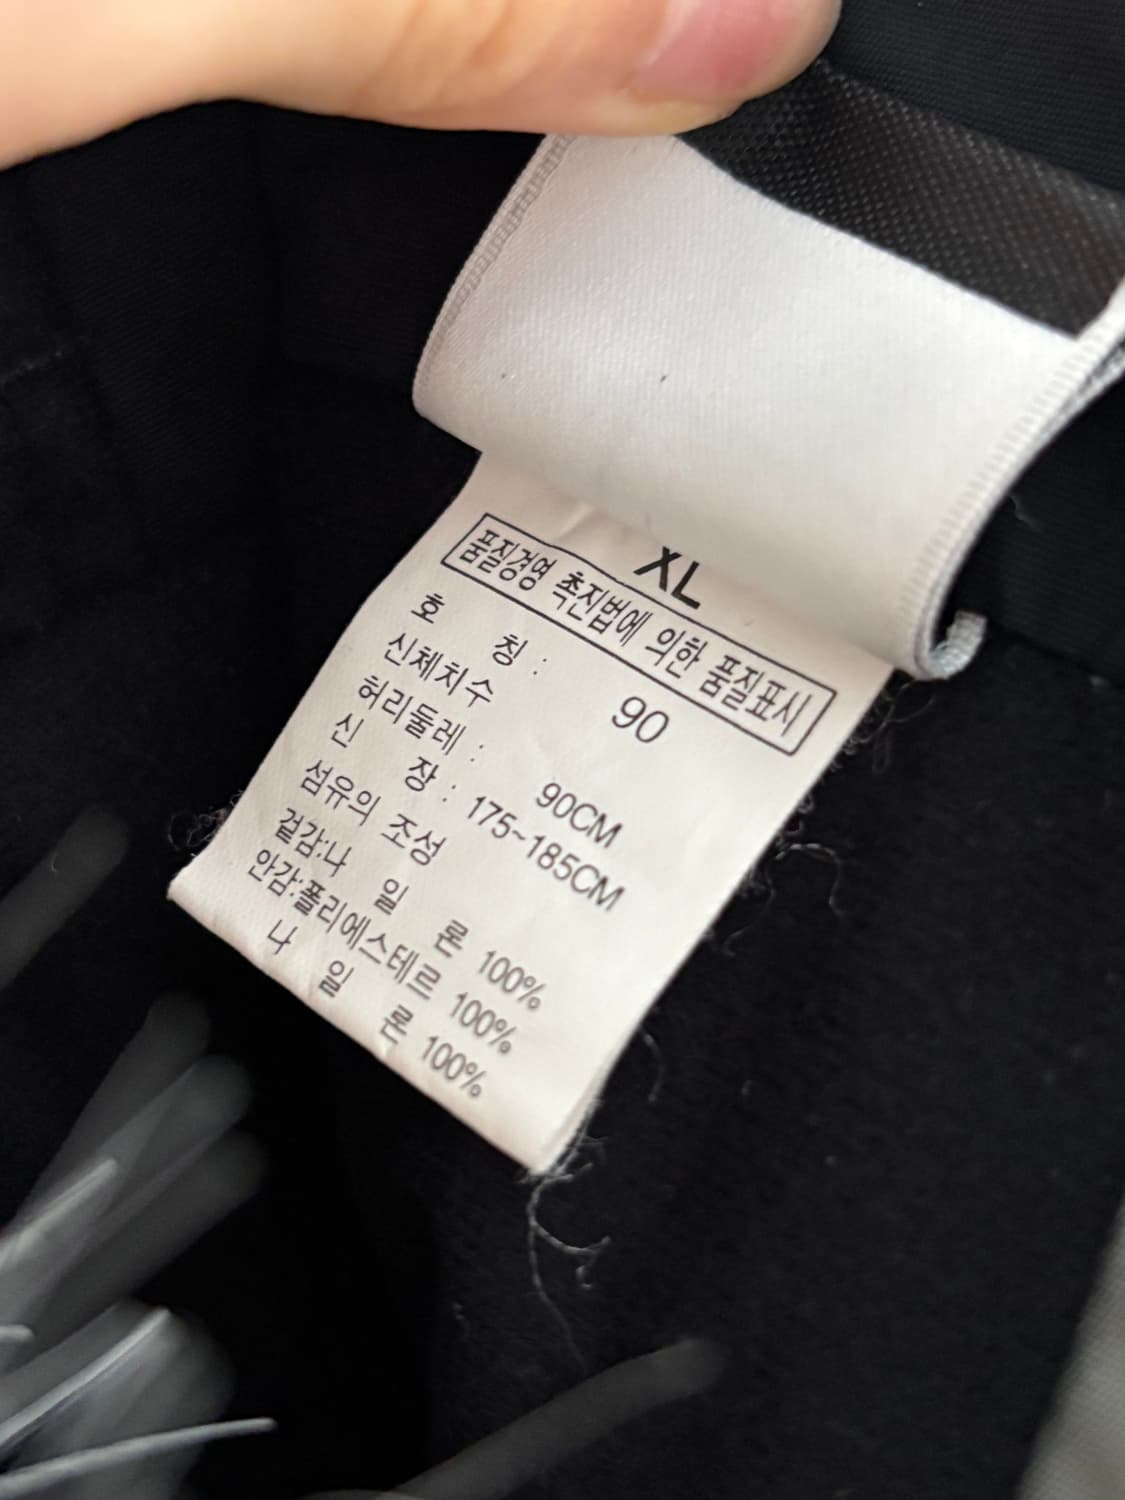 XL
품질경영 촉진법에 의한 품질표시
호 칭 : 90
신체치수
허리둘레 : 90CM
신 장 : 175~185CM
섬유의 조성
겉감:나 일 론 100%
안감:폴리에스테르 100%
나 일 론 100%